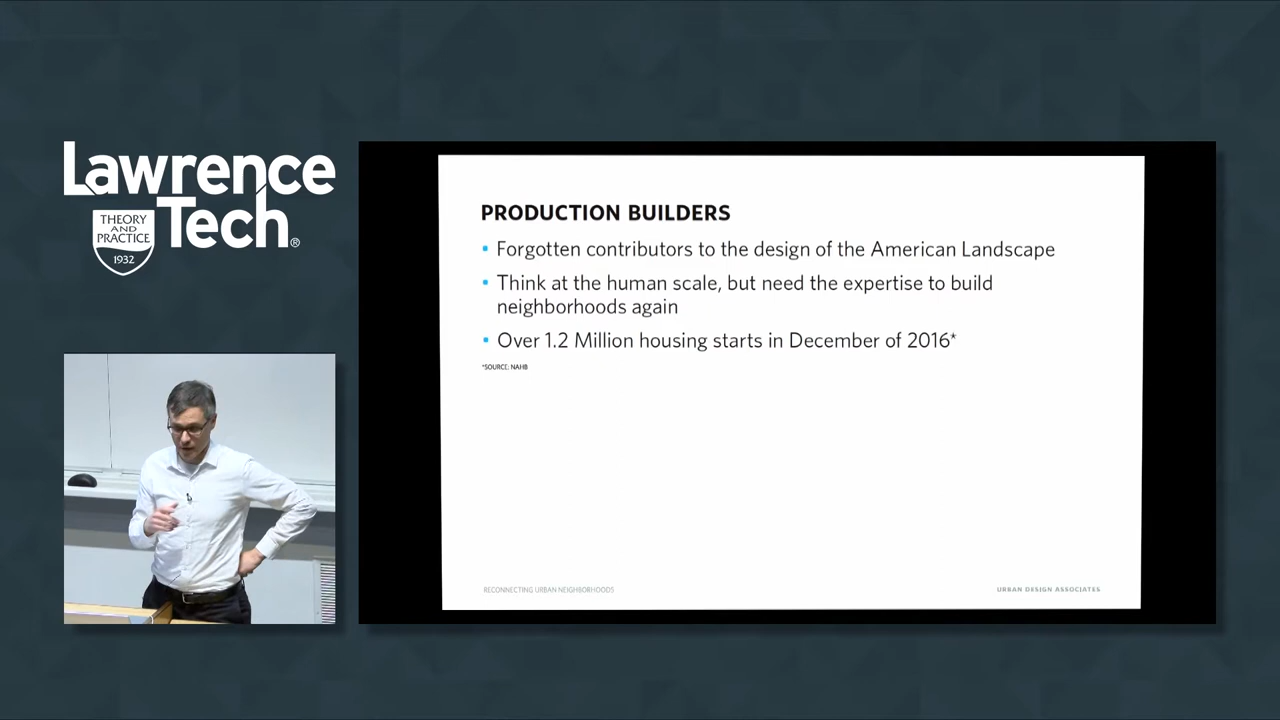 Lawrence
Tech®
THEORY
AND
PRACTICE
1932
PRODUCTION BUILDERS
▪ Forgotten contributors to the design of the American Landscape
▪ Think at the human scale, but need the expertise to build
neighborhoods again
▪ Over 1.2 Million housing starts in December of 2016*
*SOURCE: NAHB
RECONNECTING URBAN NEIGHBORHOODS
URBAN DESIGN ASSOCIATES